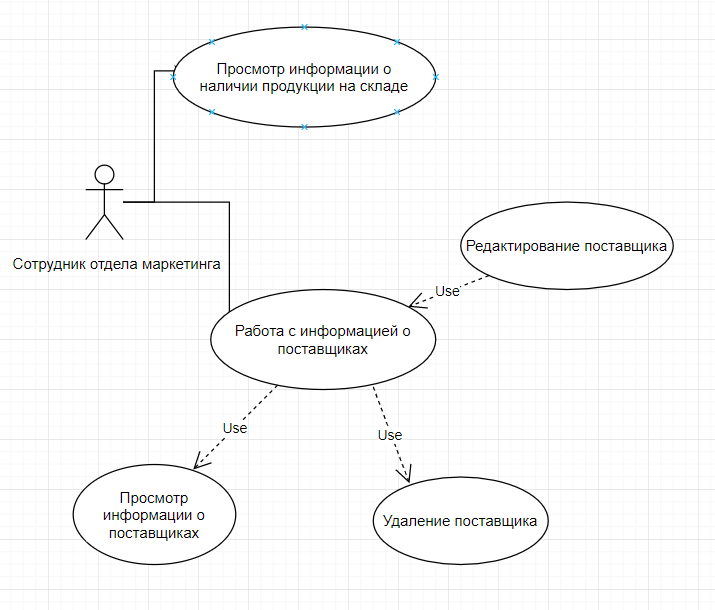 Просмотр информации о
наличии продукции на складе
Сотрудник отдела маркетинга
Редактирование поставщика
Use
Работа с информацией о
поставщиках
Use
Use
Просмотр
информации о
поставщиках
Удаление поставщика